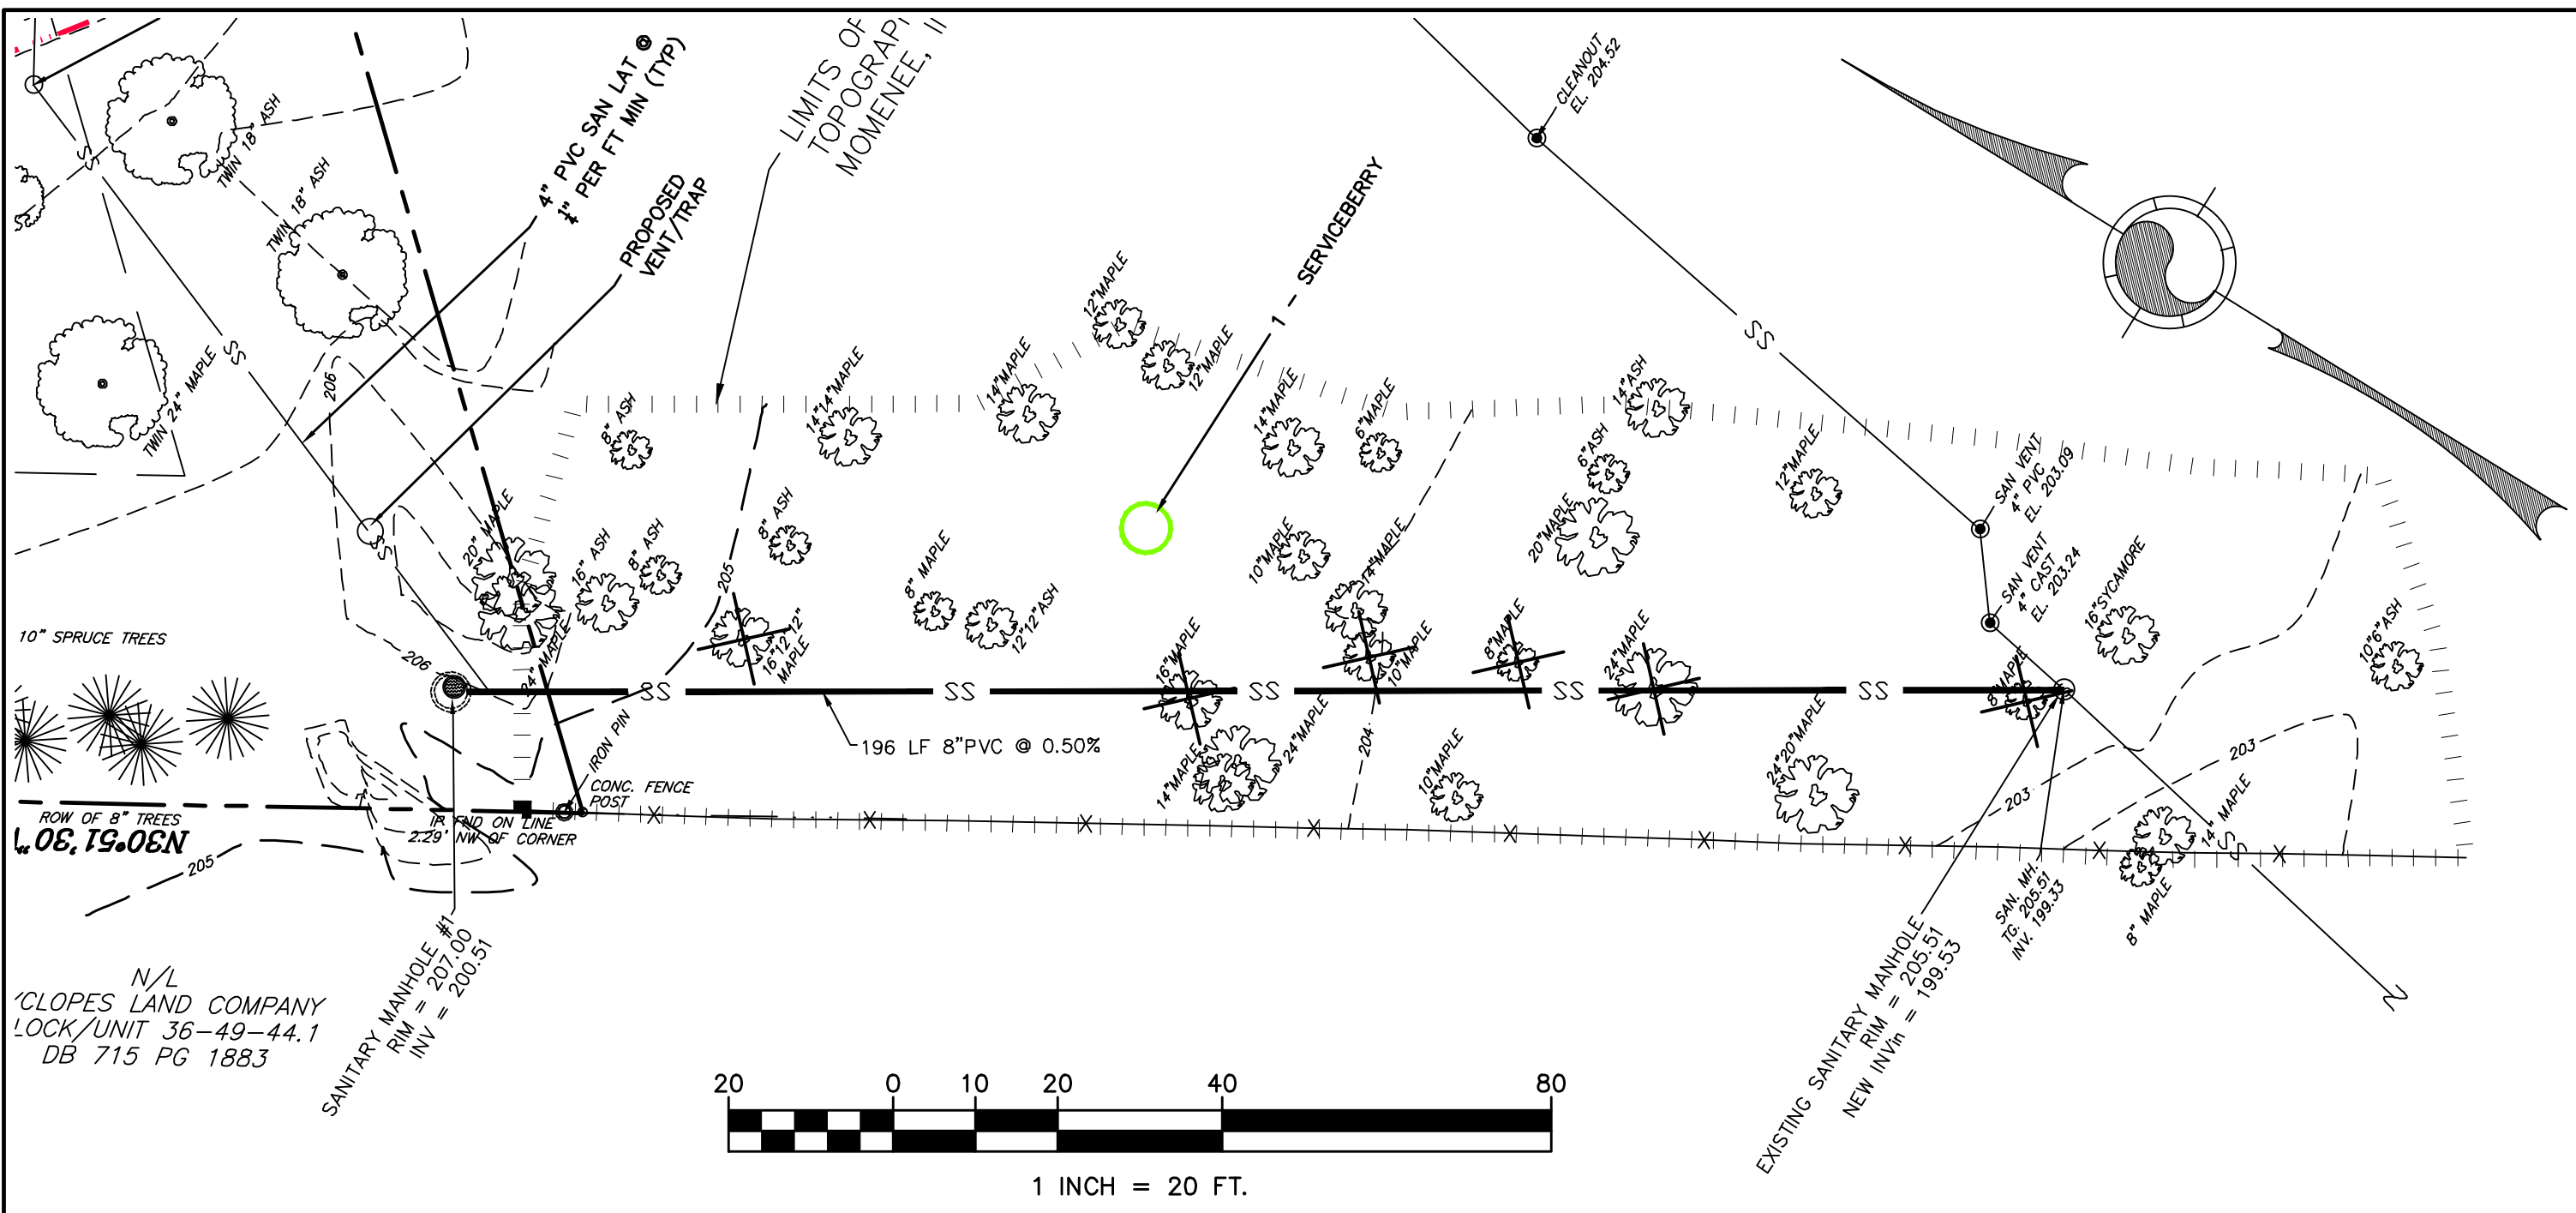 LIMITS OF
TOPOGRAP
MOMENEE,
4" PVC SAN LAT @
¼" PER FT MIN (TYP)
PROPOSED
VENT/TRAP
1 - SERVICEBERRY
CLEANOUT
EL. 204.52
TWIN 18" ASH
TWIN 18" ASH
TWIN 24" MAPLE
SS
SS
SS
SS
206
8" ASH
14"14"MAPLE
14"MAPLE
12"MAPLE
12"MAPLE
14"MAPLE
6"MAPLE
14"ASH
6"ASH
12"MAPLE
20"MAPLE
SAN VENT
4" PVC
EL. 203.09
SAN VENT
4" CAST
EL. 203.24
16"SYCAMORE
10"6"ASH
20" MAPLE
16" ASH
8" ASH
8" ASH
205
8" MAPLE
12"12"ASH
10"MAPLE
14"MAPLE
10"MAPLE
8"MAPLE
24"MAPLE
8"MAPLE
16"12"12"
MAPLE
16"MAPLE
24" MAPLE
10" SPRUCE TREES
206
SS
SS
SS
SS
SS
196 LF 8"PVC @ 0.50%
14"MAPLE
24"MAPLE
204
10"MAPLE
24"20"MAPLE
203
203
IRON PIN
CONC. FENCE
POST
IP FND ON LINE
2.29' NW OF CORNER
ROW OF 8" TREES
N30°51'30"
205
X
X
X
X
X
X
X
X
X
14" MAPLE
8" MAPLE
SS
SAN. MH.
TG. 205.51
INV. 199.33
EXISTING SANITARY MANHOLE
RIM = 205.51
NEW INVin = 199.53
SANITARY MANHOLE #1
RIM = 207.00
INV = 200.51
N/L
CLOPES LAND COMPANY
LOCK/UNIT 36-49-44.1
DB 715 PG 1883
20 0 10 20 40 80
1 INCH = 20 FT.